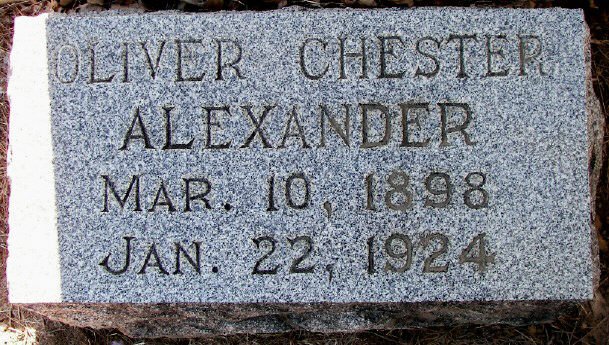 OLIVER CHESTER
ALEXANDER
MAR. 10, 1898
JAN. 22, 1924